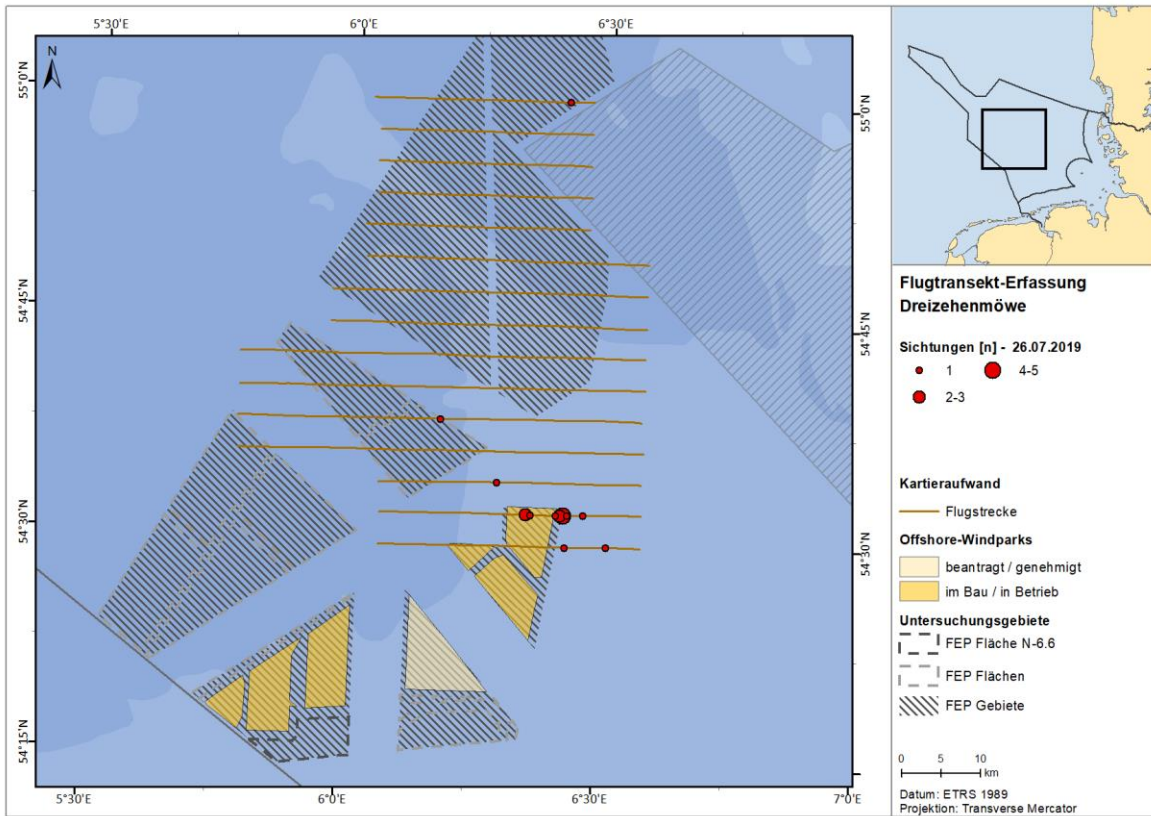 5°30'E
6°0'E
6°30'E
N
55°0'N
54°45'N
54°30'N
54°15'N
55°0'N
54°45'N
54°30'N
5°30'E
6°0'E
6°30'E
7°0'E
Flugtransekt-Erfassung
Dreizehenmöwe
Sichtungen [n] - 26.07.2019
1
4-5
2-3
Kartieraufwand
Flugstrecke
Offshore-Windparks
beantragt / genehmigt
im Bau / in Betrieb
Untersuchungsgebiete
FEP Fläche N-6.6
FEP Flächen
FEP Gebiete
0 5 10
km
Datum: ETRS 1989
Projektion: Transverse Mercator